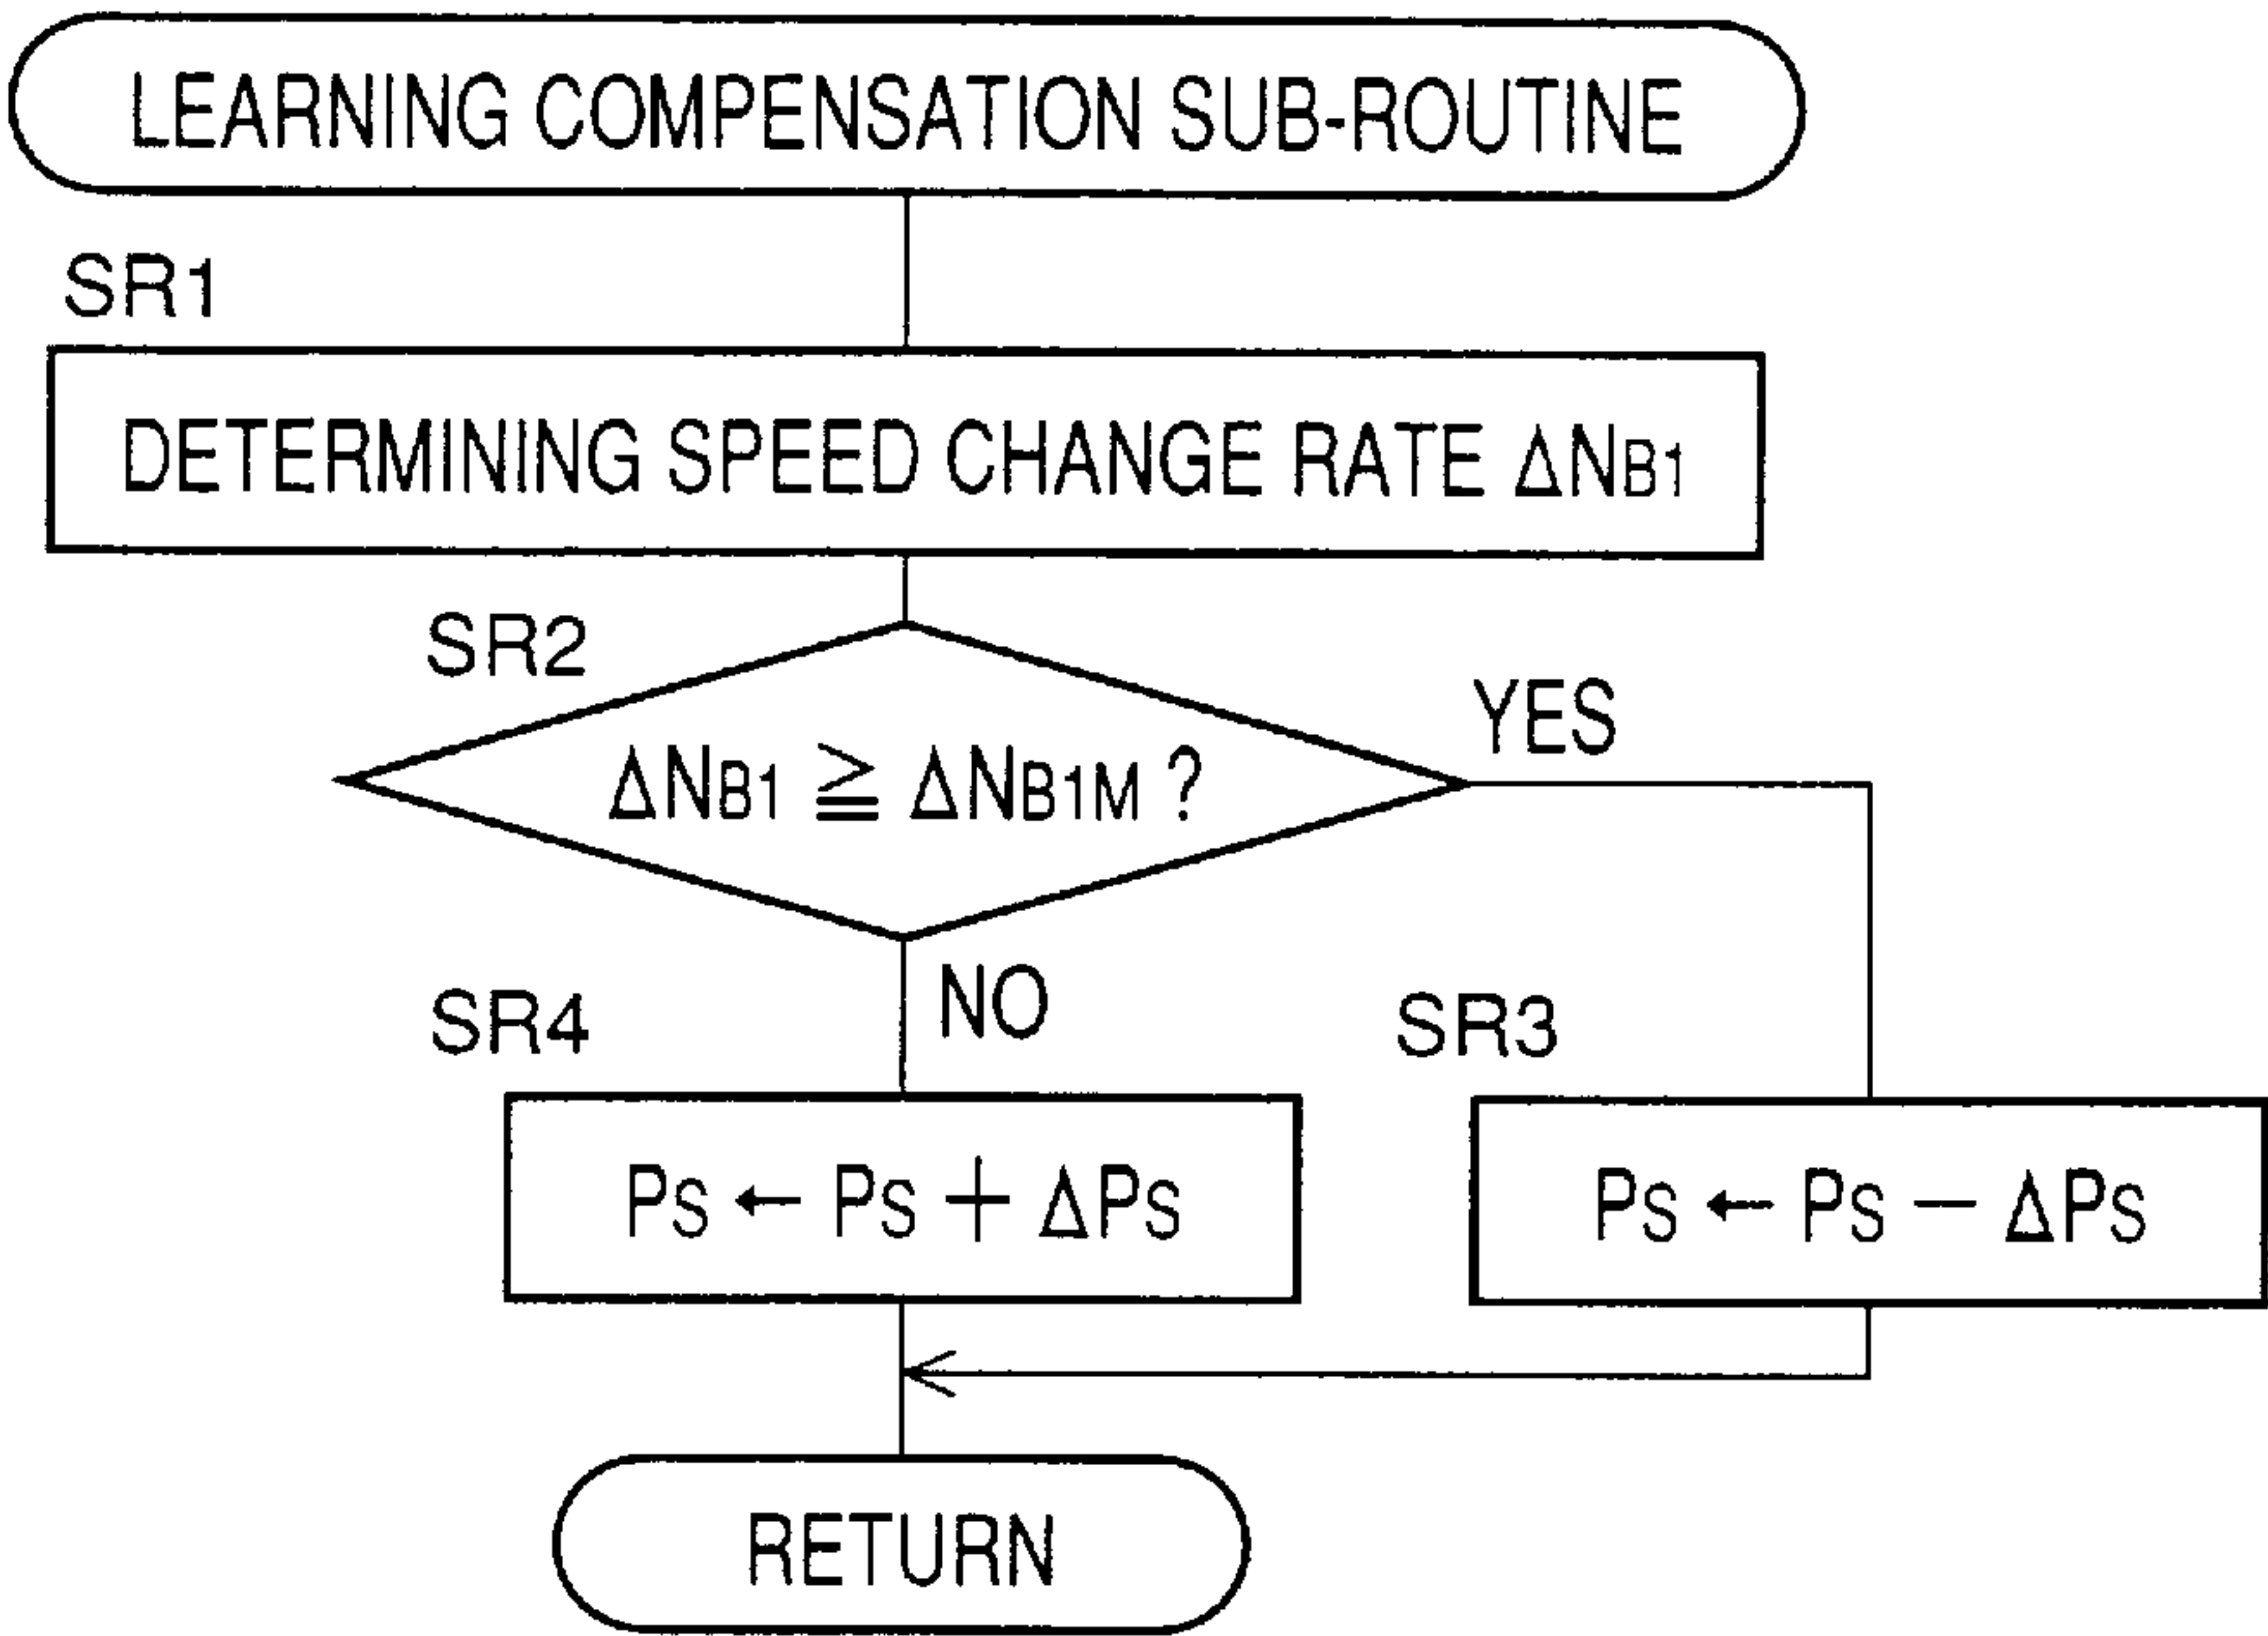 LEARNING COMPENSATION SUB-ROUTINE
SR1
DETERMINING SPEED CHANGE RATE ΔNB1
SR2
YES
ΔNB1 ≧ ΔNB1M ?
NO
SR4
SR3
PS ← PS + ΔPS
PS ← PS − ΔPS
RETURN